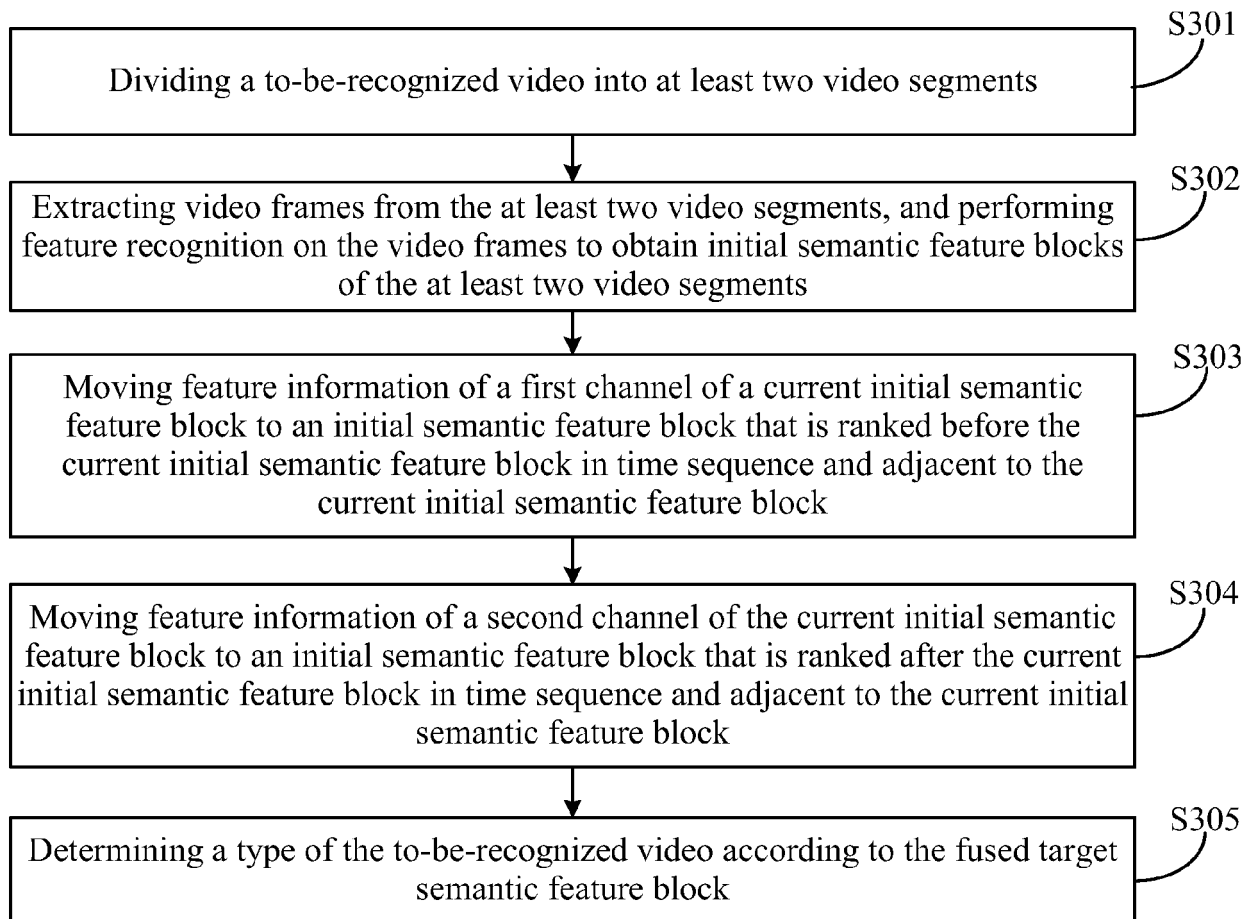 S301
Dividing a to-be-recognized video into at least two video segments
S302
Extracting video frames from the at least two video segments, and performing
feature recognition on the video frames to obtain initial semantic feature blocks
of the at least two video segments
S303
Moving feature information of a first channel of a current initial semantic
feature block to an initial semantic feature block that is ranked before the
current initial semantic feature block in time sequence and adjacent to the
current initial semantic feature block
S304
Moving feature information of a second channel of the current initial semantic
feature block to an initial semantic feature block that is ranked after the current
initial semantic feature block in time sequence and adjacent to the current initial
semantic feature block
S305
Determining a type of the to-be-recognized video according to the fused target
semantic feature block